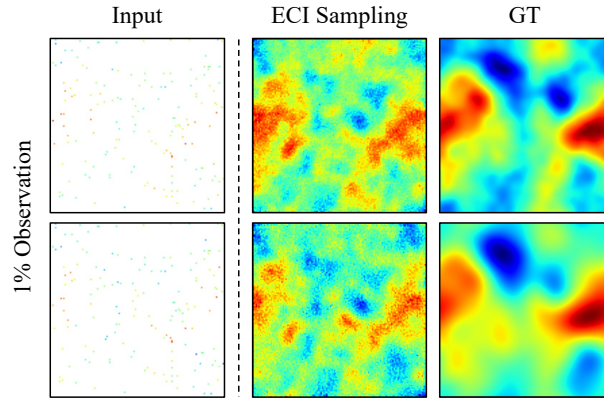 Input
ECI Sampling
GT
1% Observation